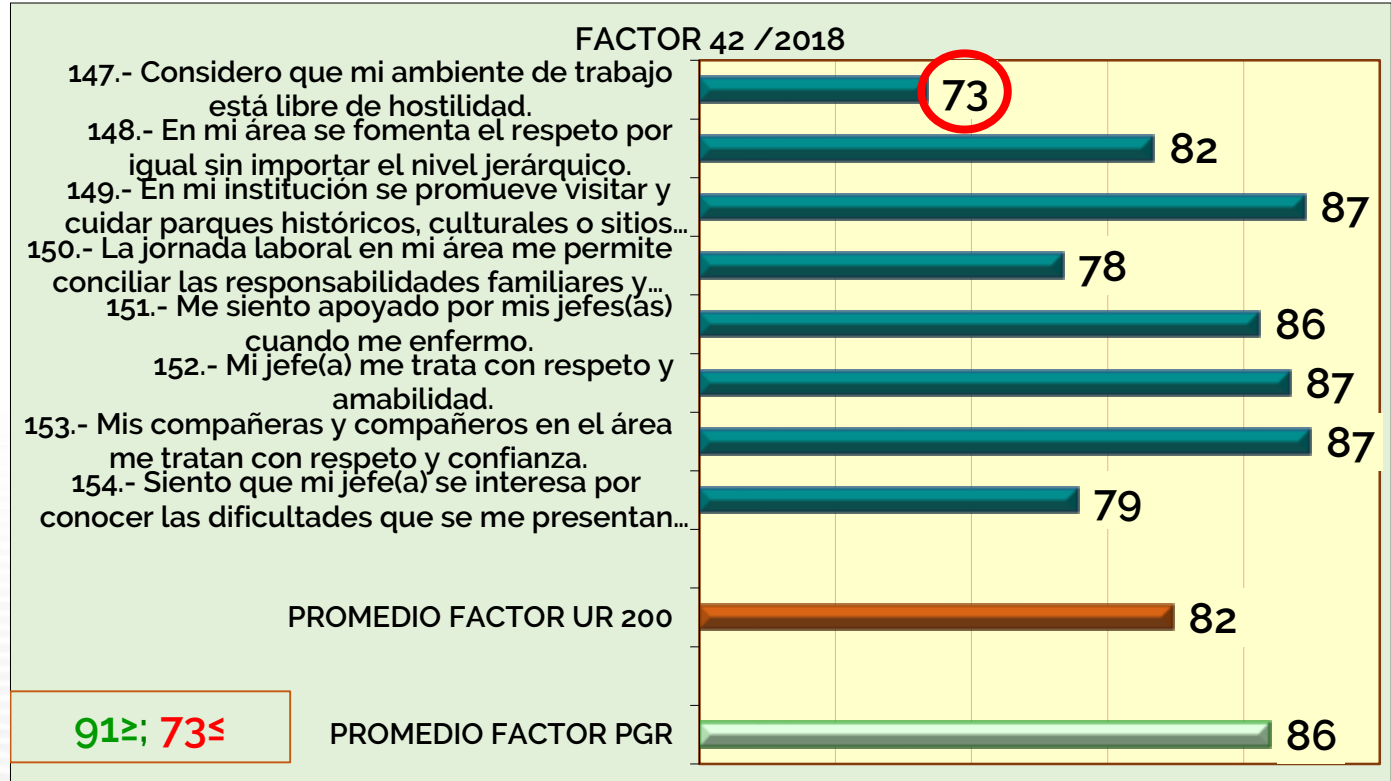 FACTOR 42 /2018
147.- Considero que mi ambiente de trabajo
está libre de hostilidad.
73
148.- En mi área se fomenta el respeto por
igual sin importar el nivel jerárquico.
82
149.- En mi institución se promueve visitar y
cuidar parques históricos, culturales o sitios...
87
150.- La jornada laboral en mi área me permite
conciliar las responsabilidades familiares y...
78
151.- Me siento apoyado por mis jefes(as)
cuando me enfermo.
86
152.- Mi jefe(a) me trata con respeto y
amabilidad.
87
153.- Mis compañeras y compañeros en el área
me tratan con respeto y confianza.
87
154.- Siento que mi jefe(a) se interesa por
conocer las dificultades que se me presentan...
79
PROMEDIO FACTOR UR 200
82
91≥; 73≤
PROMEDIO FACTOR PGR
86